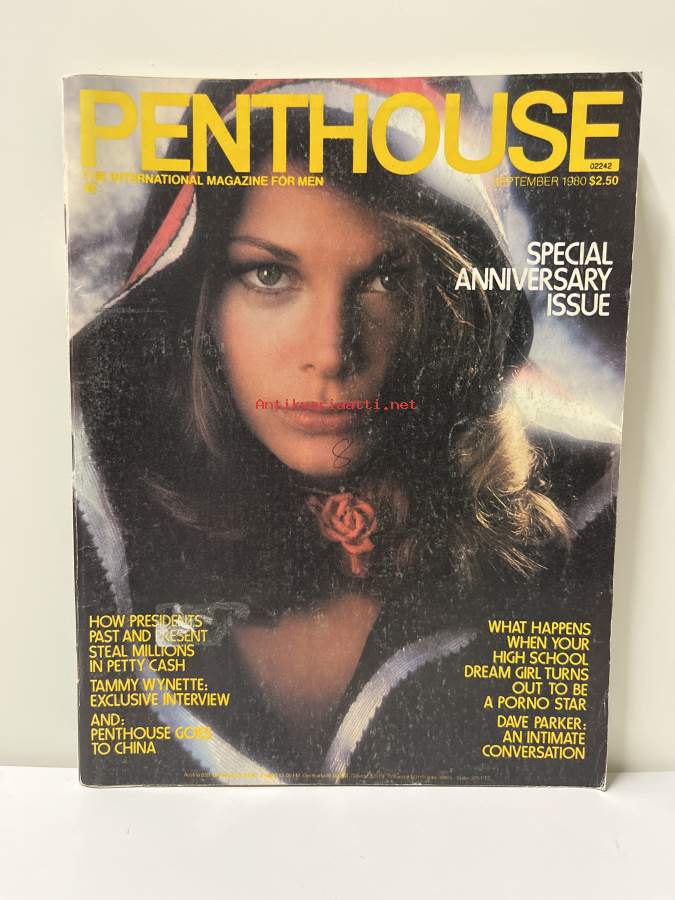 PENTHOUSE
THE INTERNATIONAL MAGAZINE FOR MEN
02242
SEPTEMBER 1980 $2.50
SPECIAL
ANNIVERSARY
ISSUE
Antikvariaatti.net
8
HOW PRESIDENTS
PAST AND PRESENT
STEAL MILLIONS
IN PETTY CASH
TAMMY WYNETTE:
EXCLUSIVE INTERVIEW
AND:
PENTHOUSE GOES
TO CHINA
WHAT HAPPENS
WHEN YOUR
HIGH SCHOOL
DREAM GIRL TURNS
OUT TO BE
A PORNO STAR
DAVE PARKER:
AN INTIMATE
CONVERSATION